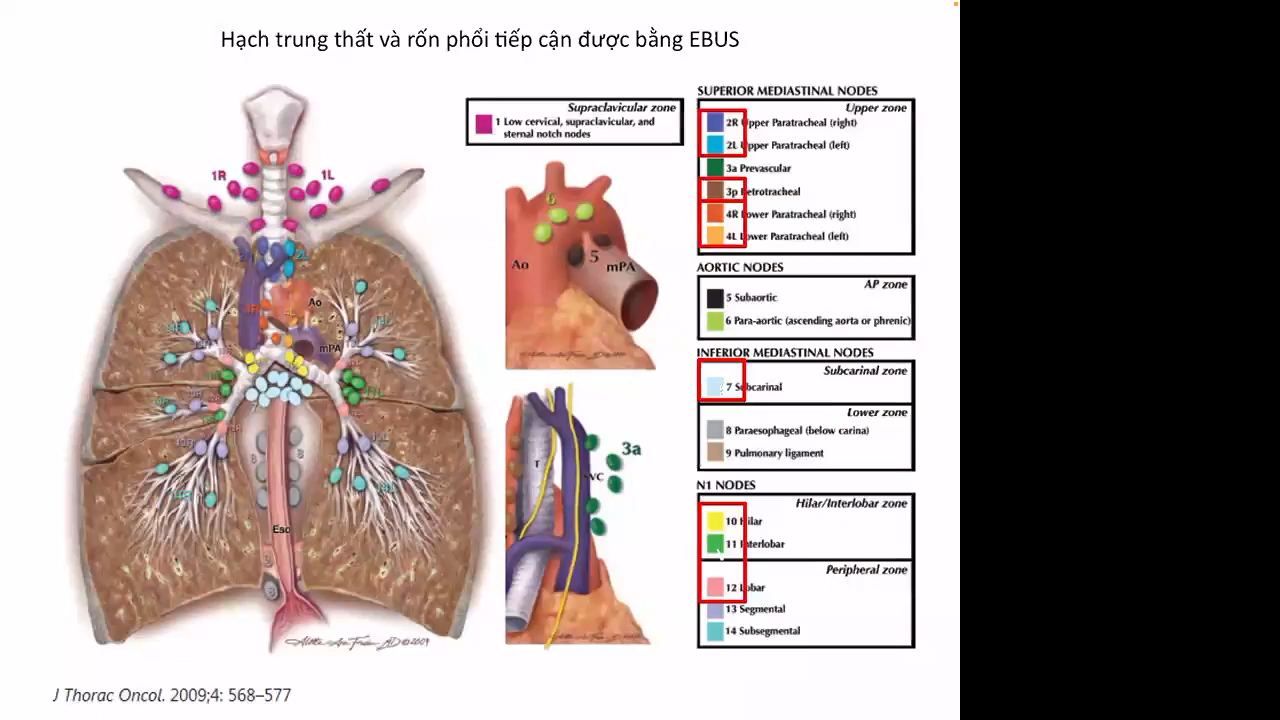 Hạch trung thất và rốn phổi tiếp cận được bằng EBUS
SUPERIOR MEDIASTINAL NODES
Supraclavicular zone
1 Low cervical, supraclavicular, and
sternal notch nodes
Upper zone
2R Upper Paratracheal (right)
2L Upper Paratracheal (left)
3a Prevascular
3p Retrotracheal
4R Lower Paratracheal (right)
4L Lower Paratracheal (left)
AORTIC NODES
AP zone
5 Subaortic
6 Para-aortic (ascending aorta or phrenic)
INFERIOR MEDIASTINAL NODES
Subcarinal zone
7 Subcarinal
Lower zone
8 Paraesophageal (below carina)
9 Pulmonary ligament
N1 NODES
Hilar/Interlobar zone
10 Hilar
11 Interlobar
Peripheral zone
12 Lobar
13 Segmental
14 Subsegmental
1R
1L
2L
Ao
mPA
8
8
Eso
9
6
Ao
5
mPA
3a
T
J Thorac Oncol. 2009;4: 568–577